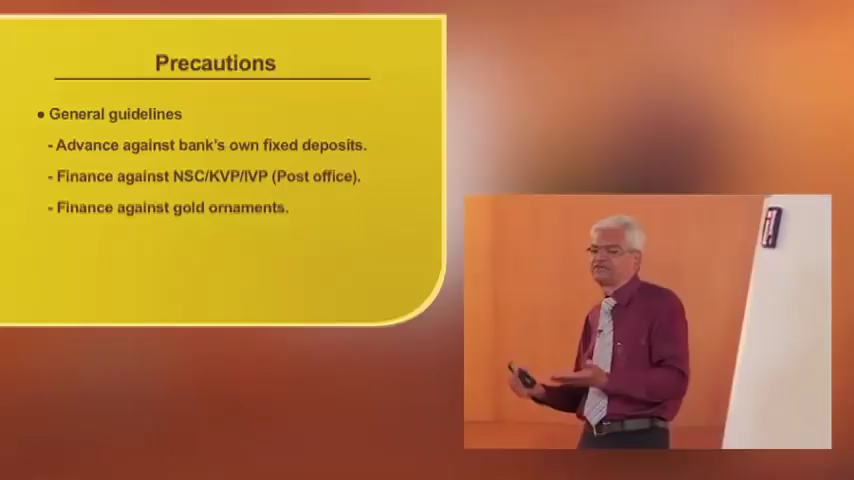 Precautions
● General guidelines
- Advance against bank's own fixed deposits.
- Finance against NSC/KVP/IVP (Post office).
- Finance against gold ornaments.